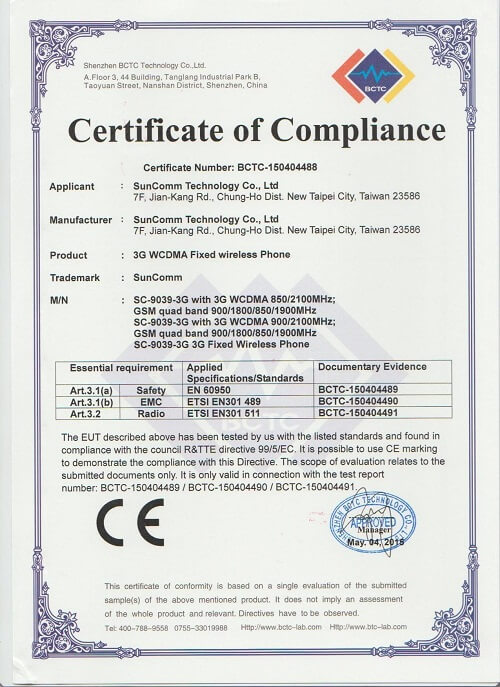 Shenzhen BCTC Technology Co.,Ltd.
A.Floor 3, 44 Building, Tanglang Industrial Park B,
Taoyuan Street, Nanshan District, Shenzhen, China
BCTC
Certificate of Compliance
Certificate Number: BCTC-150404488
Applicant : SunComm Technology Co., Ltd
7F, Jian-Kang Rd., Chung-Ho Dist. New Taipei City, Taiwan 23586
Manufacturer : SunComm Technology Co., Ltd
7F, Jian-Kang Rd., Chung-Ho Dist. New Taipei City, Taiwan 23586
Product : 3G WCDMA Fixed wireless Phone
Trademark : SunComm
M/N : SC-9039-3G with 3G WCDMA 850/2100MHz;
GSM quad band 900/1800/850/1900MHz
SC-9039-3G with 3G WCDMA 900/2100MHz;
GSM quad band 900/1800/850/1900MHz
SC-9039-3G 3G Fixed Wireless Phone
Essential requirement Applied Specifications/Standards Documentary Evidence
Art.3.1(a) Safety EN 60950 BCTC-150404489
Art.3.1(b) EMC ETSI EN301 489 BCTC-150404490
Art.3.2 Radio ETSI EN301 511 BCTC-150404491
BCTC
The EUT described above has been tested by us with the listed standards and found in
compliance with the council R&TTE directive 99/5/EC. It is possible to use CE marking
to demonstrate the compliance with this Directive. The scope of evaluation relates to the
submitted documents only. It is only valid in connection with the test report
number: BCTC-150404489 / BCTC-150404490 / BCTC-150404491.
CE
SHENZHEN BCTC TECHNOLOGY CO.
APPROVED
Manager
May. 04, 2015
This certificate of conformity is based on a single evaluation of the submitted
sample(s) of the above mentioned product. It does not imply an assessment
of the whole product and relevant. Directives have to be observed.
Tel: 400-788-9558 0755-33019988 Http://www.bctc-lab.com Http://www.btc-lab.com